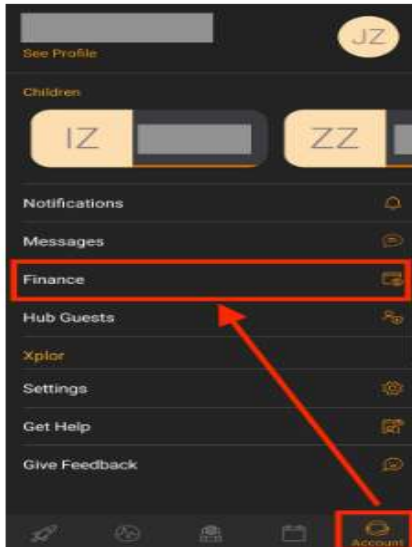 JZ
See Profile
Children
IZ
ZZ
Notifications
Messages
Finance
Hub Guests
Xplor
Settings
Get Help
Give Feedback
Account